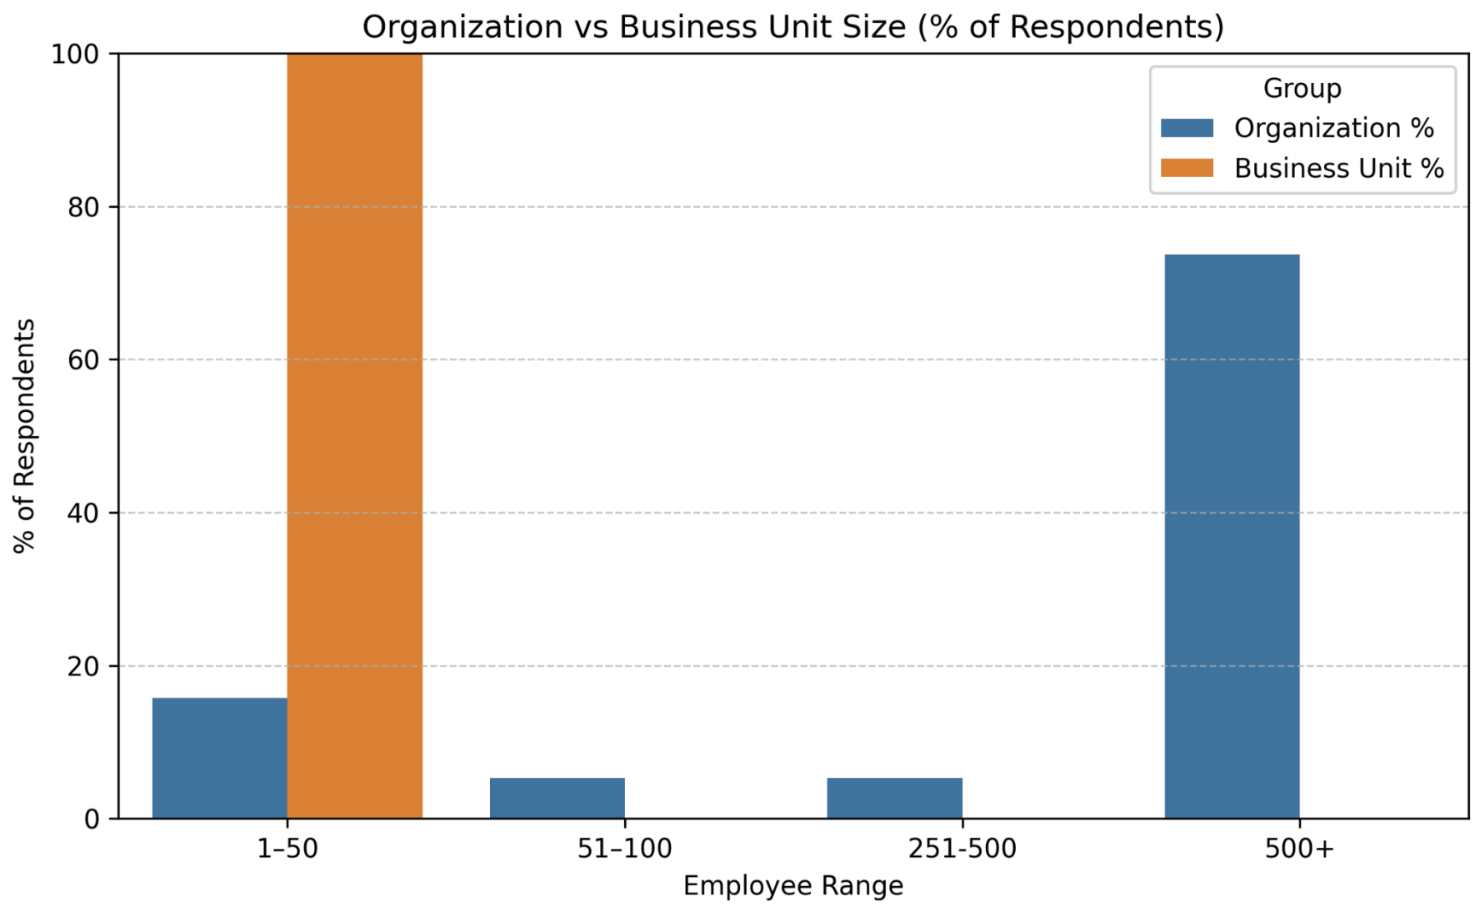 Organization vs Business Unit Size (% of Respondents)
Group
Organization %
Business Unit %
% of Respondents
100
80
60
40
20
0
1–50
51–100
251-500
500+
Employee Range